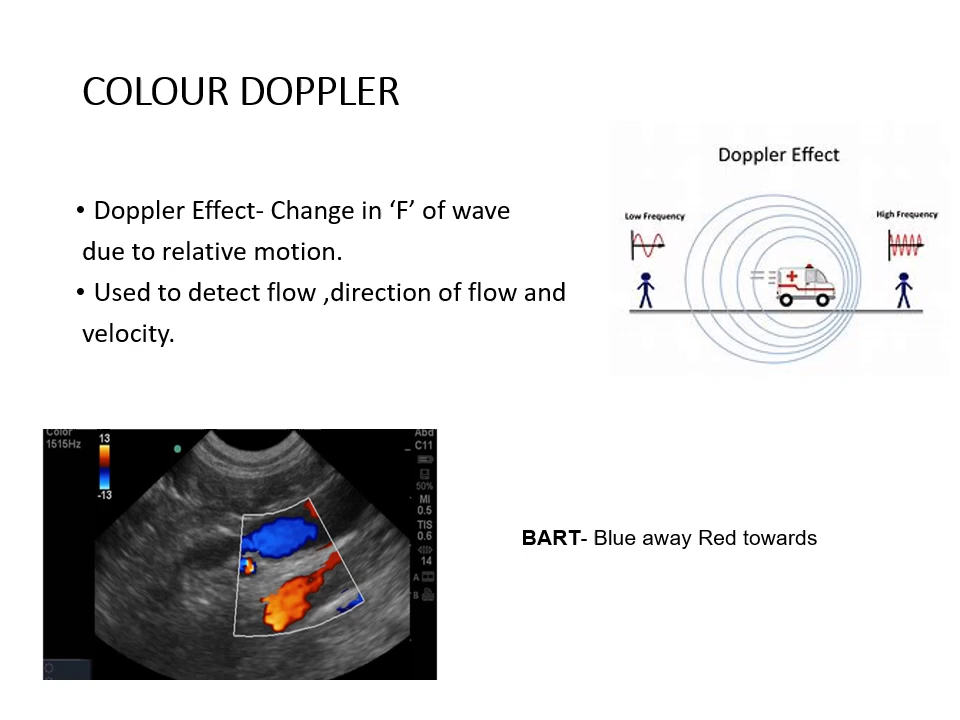 COLOUR DOPPLER
• Doppler Effect- Change in ‘F’ of wave
due to relative motion.
• Used to detect flow ,direction of flow and
velocity.
Doppler Effect
Low Frequency
High Frequency
Color
1515Hz
13
-13
Abd
C11
50%
MI
0.5
TIS
0.6
14
A
B
BART- Blue away Red towards